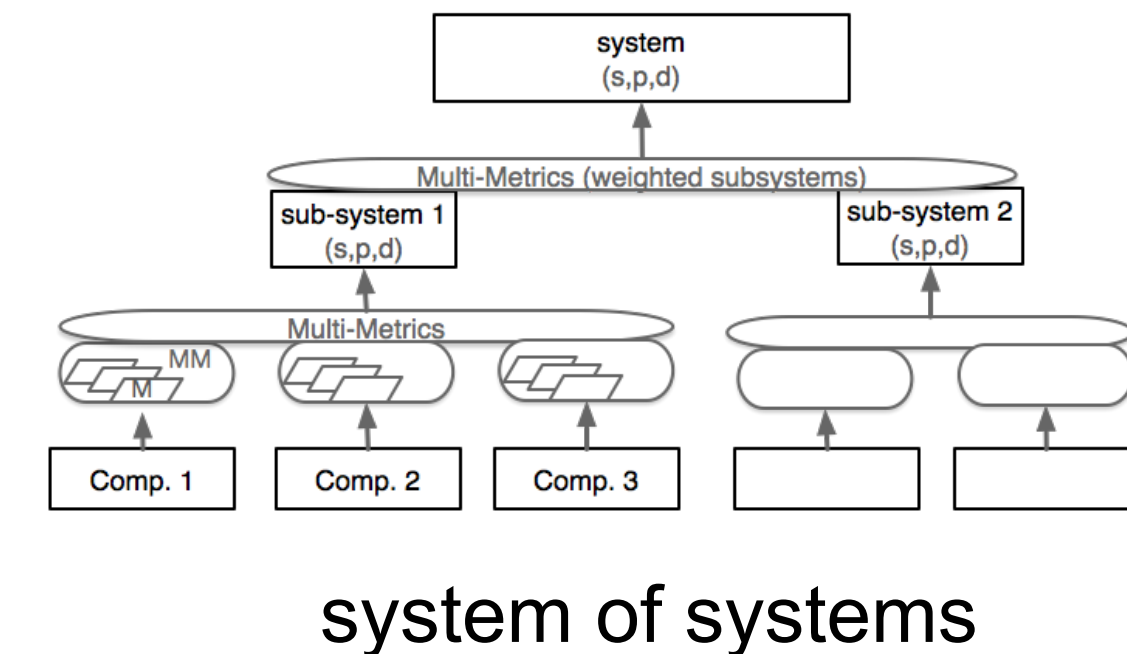 system
(s,p,d)
Multi-Metrics (weighted subsystems)
sub-system 1
(s,p,d)
sub-system 2
(s,p,d)
Multi-Metrics
MM
M
Comp. 1
Comp. 2
Comp. 3
system of systems